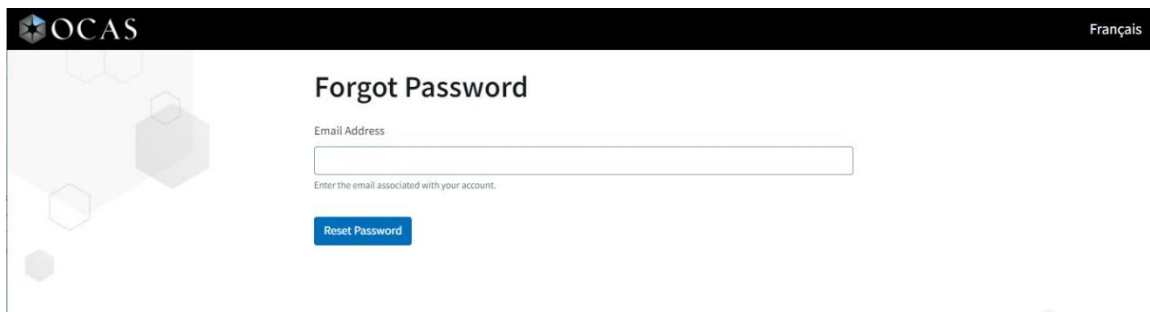 OCAS
Français
Forgot Password
Email Address
Enter the email associated with your account.
Reset Password